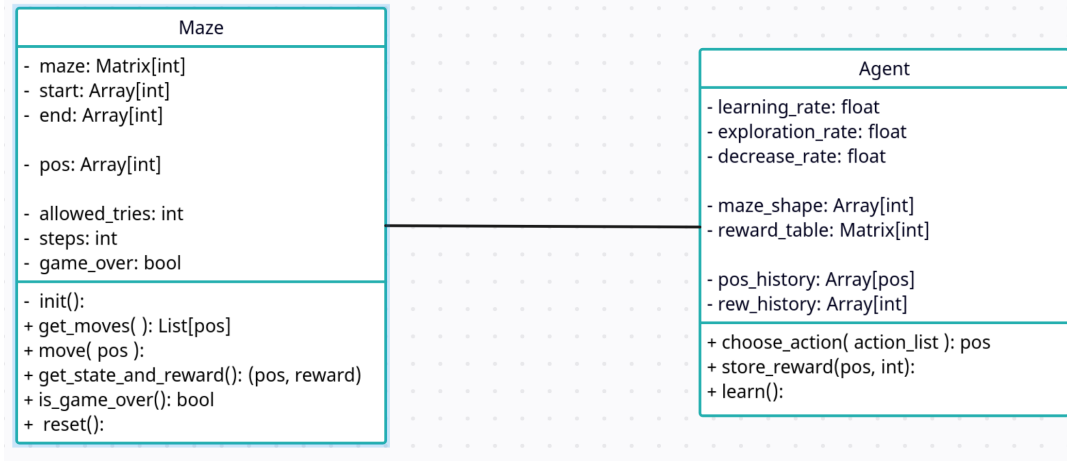 Maze
- maze: Matrix[int]
- start: Array[int]
- end: Array[int]
- pos: Array[int]
- allowed_tries: int
- steps: int
- game_over: bool
- init():
+ get_moves( ): List[pos]
+ move( pos ):
+ get_state_and_reward(): (pos, reward)
+ is_game_over(): bool
+ reset():
Agent
- learning_rate: float
- exploration_rate: float
- decrease_rate: float
- maze_shape: Array[int]
- reward_table: Matrix[int]
- pos_history: Array[pos]
- rew_history: Array[int]
+ choose_action( action_list ): pos
+ store_reward(pos, int):
+ learn():